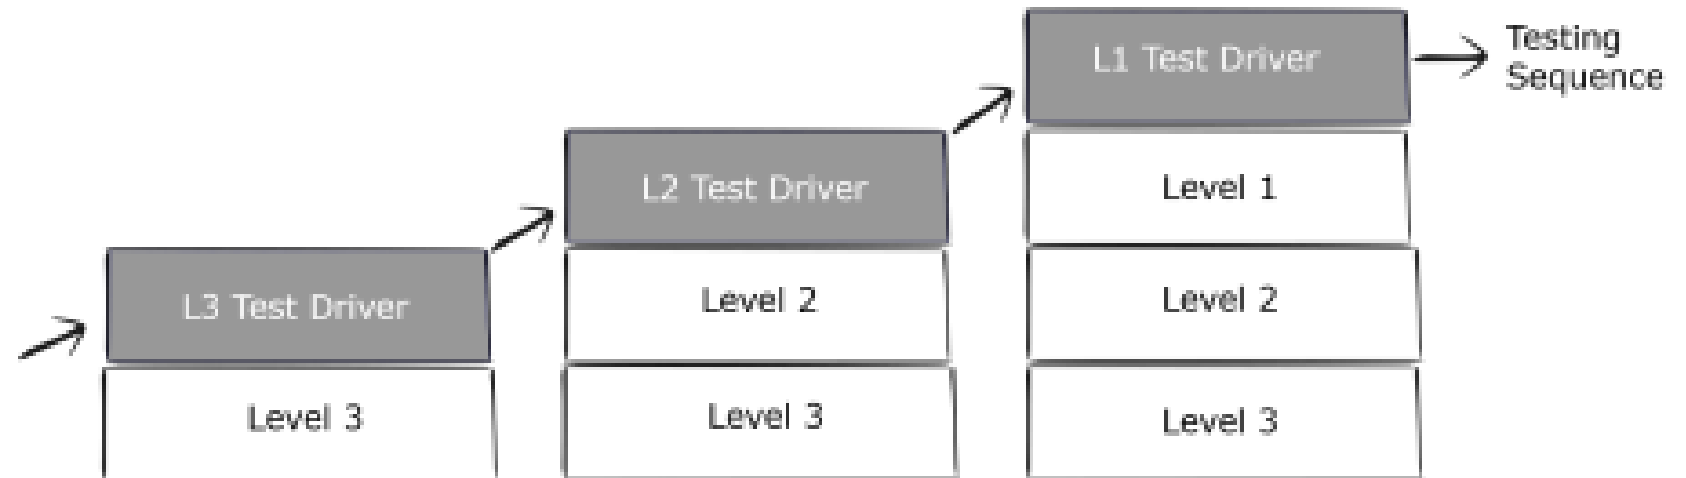 L1 Test Driver
Testing
Sequence
L2 Test Driver
Level 1
L3 Test Driver
Level 2
Level 2
Level 3
Level 3
Level 3